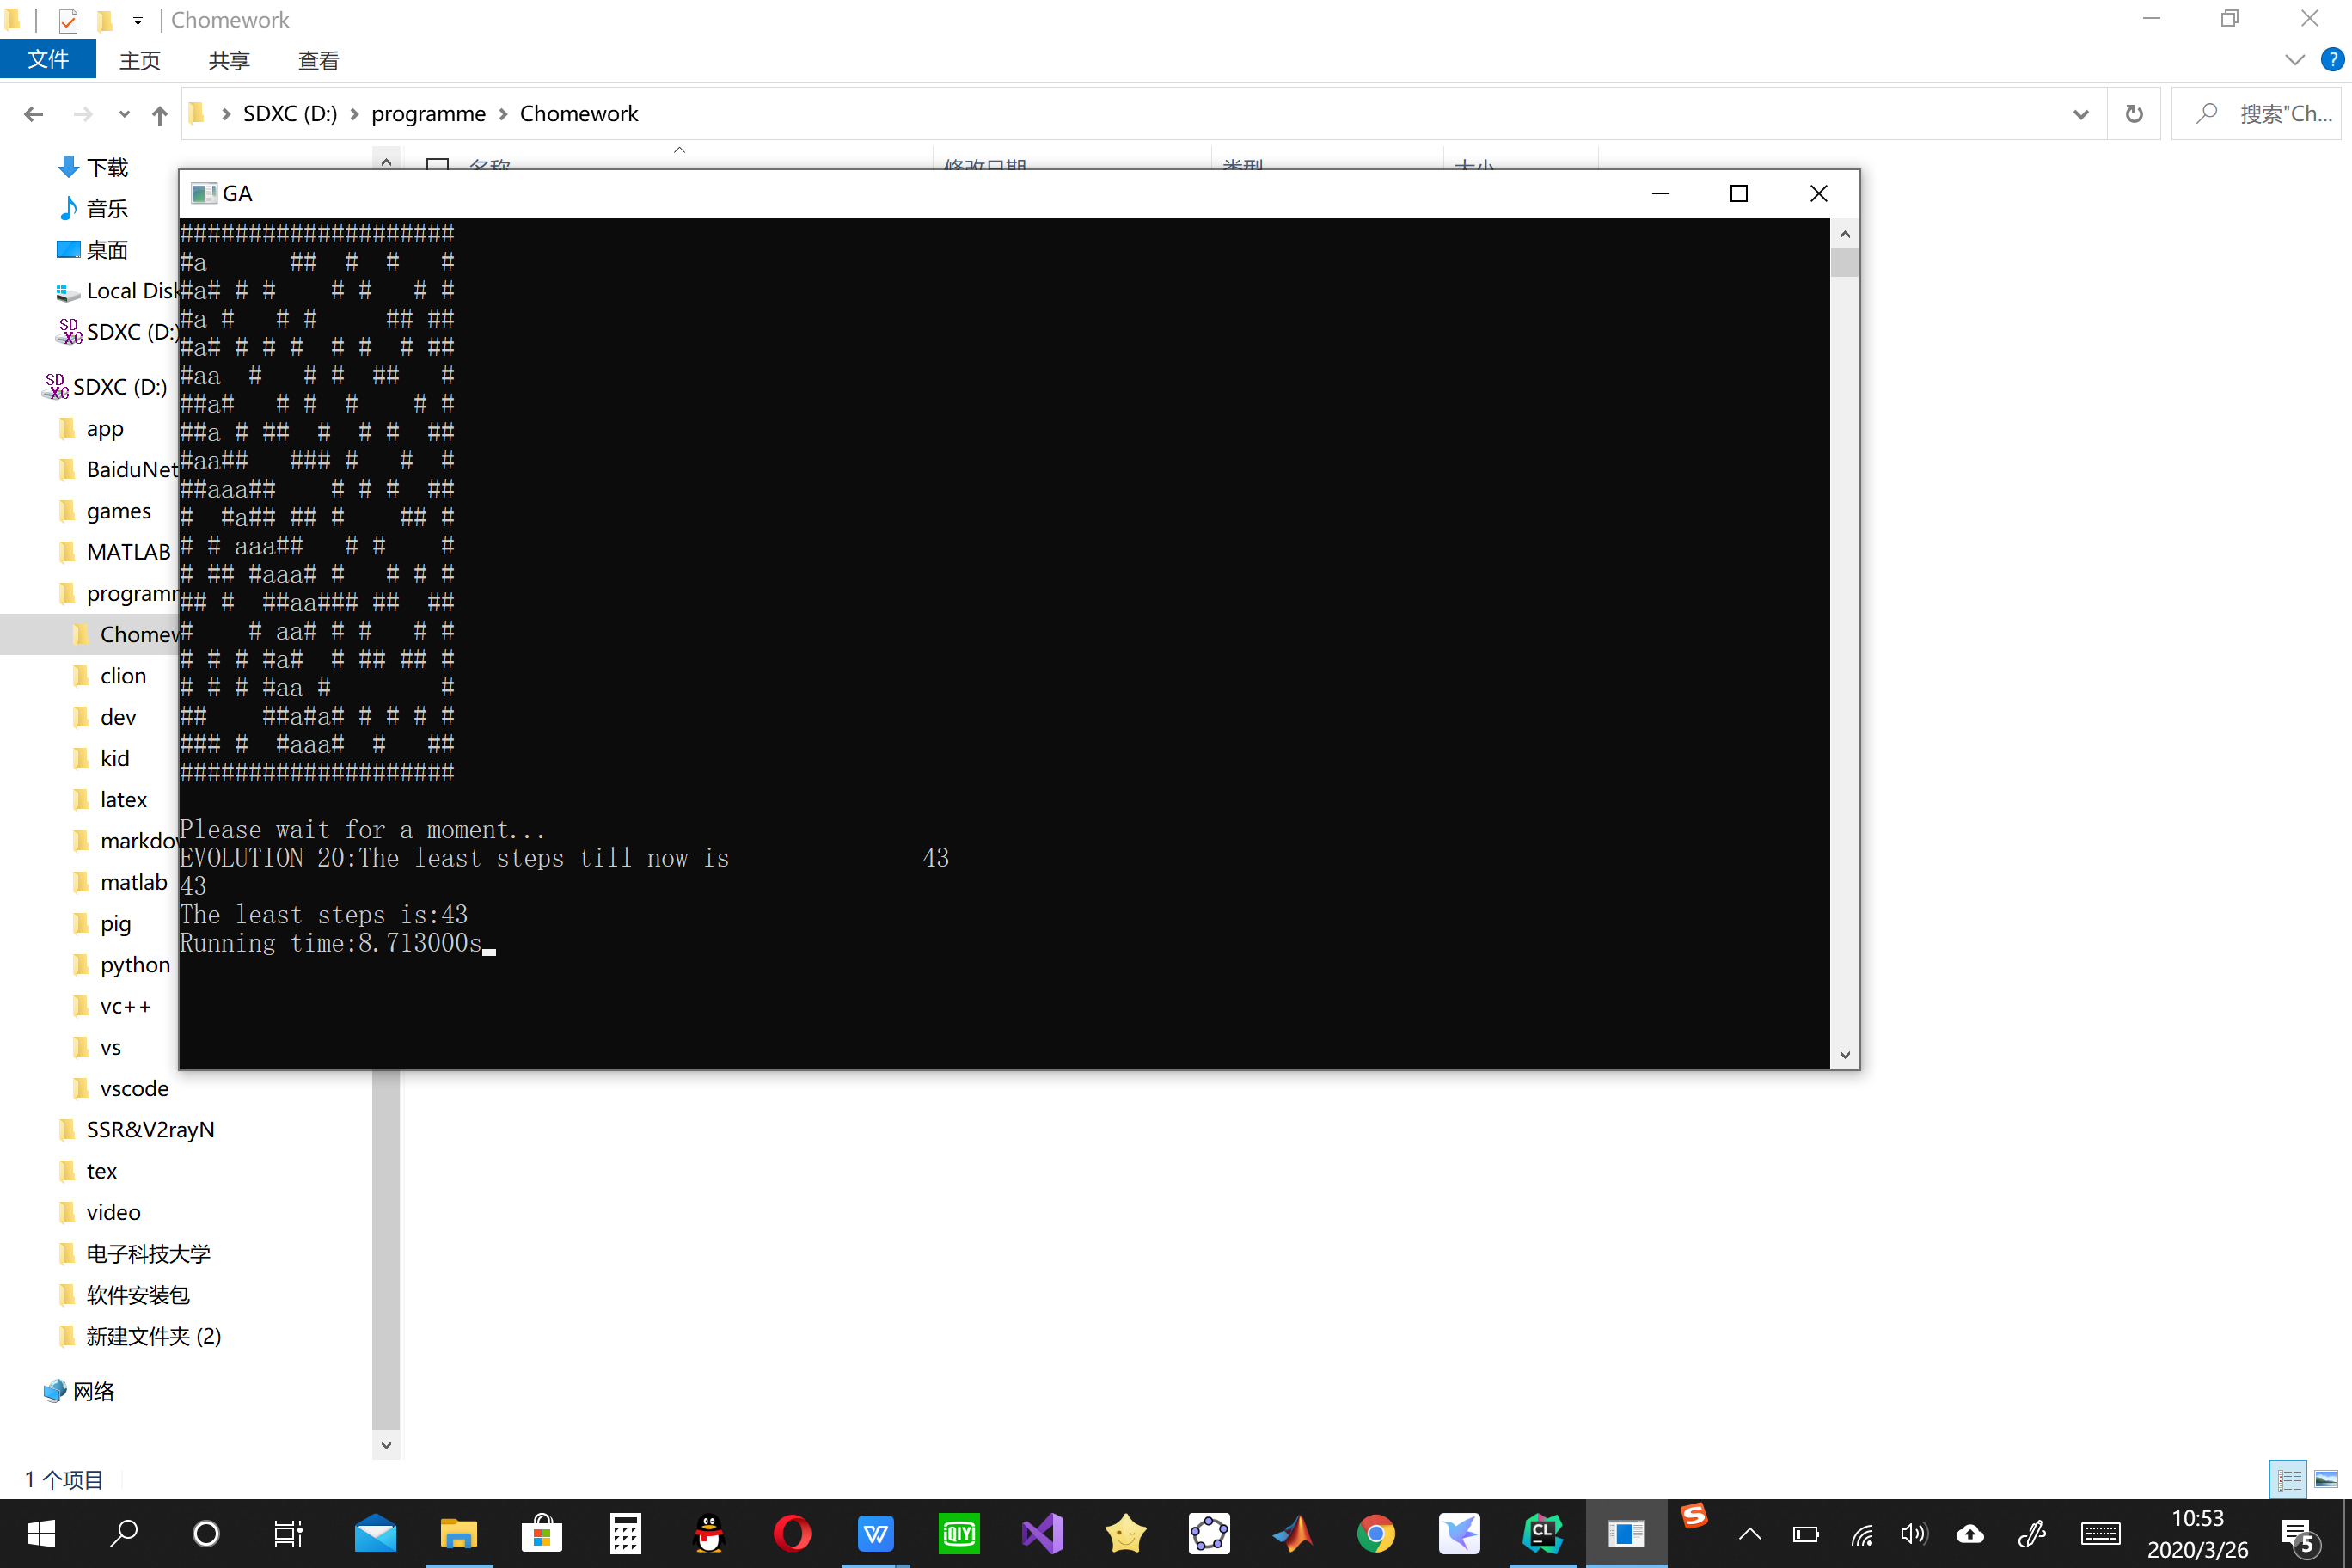 Chomework
文件 主页 共享 查看
SDXC (D:) programme Chomework
搜索"Ch...
下载
音乐
桌面
Local Disk
SDXC (D:)
SDXC (D:)
app
BaiduNet
games
MATLAB
programm
Chomew
clion
dev
kid
latex
markdow
matlab
pig
python
vc++
vs
vscode
SSR&V2rayN
tex
video
电子科技大学
软件安装包
新建文件夹 (2)
网络
1 个项目
名称 修改日期 类型 大小
GA
####################
#a      ##  #  #   #
#a# # #    # #   # #
#a #   # #     ## ##
#a# # # #  # #  # ##
#aa  #   # #  ##   #
##a#   # #  #    # #
##a # ##  #  # #  ##
#aa##   ### #   #  #
##aaa##    # # #  ##
#  #a## ## #    ## #
# # aaa##   # #    #
# ## #aaa# #   # # #
## #  ##aa### ##  ##
#    # aa# # #   # #
# # # #a#  # ## ## #
# # # #aa #        #
##    ##a#a# # # # #
### #  #aaa#  #   ##
####################
Please wait for a moment...
EVOLUTION 20:The least steps till now is 43
43
The least steps is:43
Running time:8.713000s
10:53
2020/3/26
5